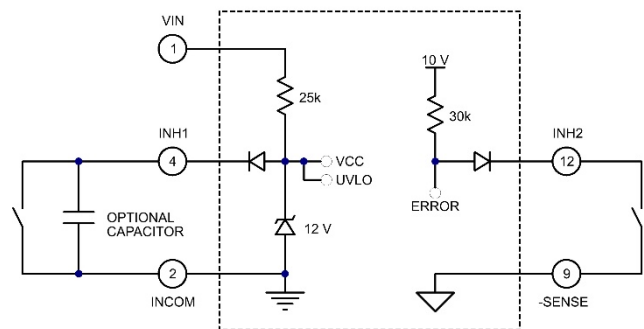 VIN
1
25k
10 V
30k
INH1
4
VCC
UVLO
INH2
12
ERROR
OPTIONAL
CAPACITOR
12 V
2
INCOM
9
-SENSE